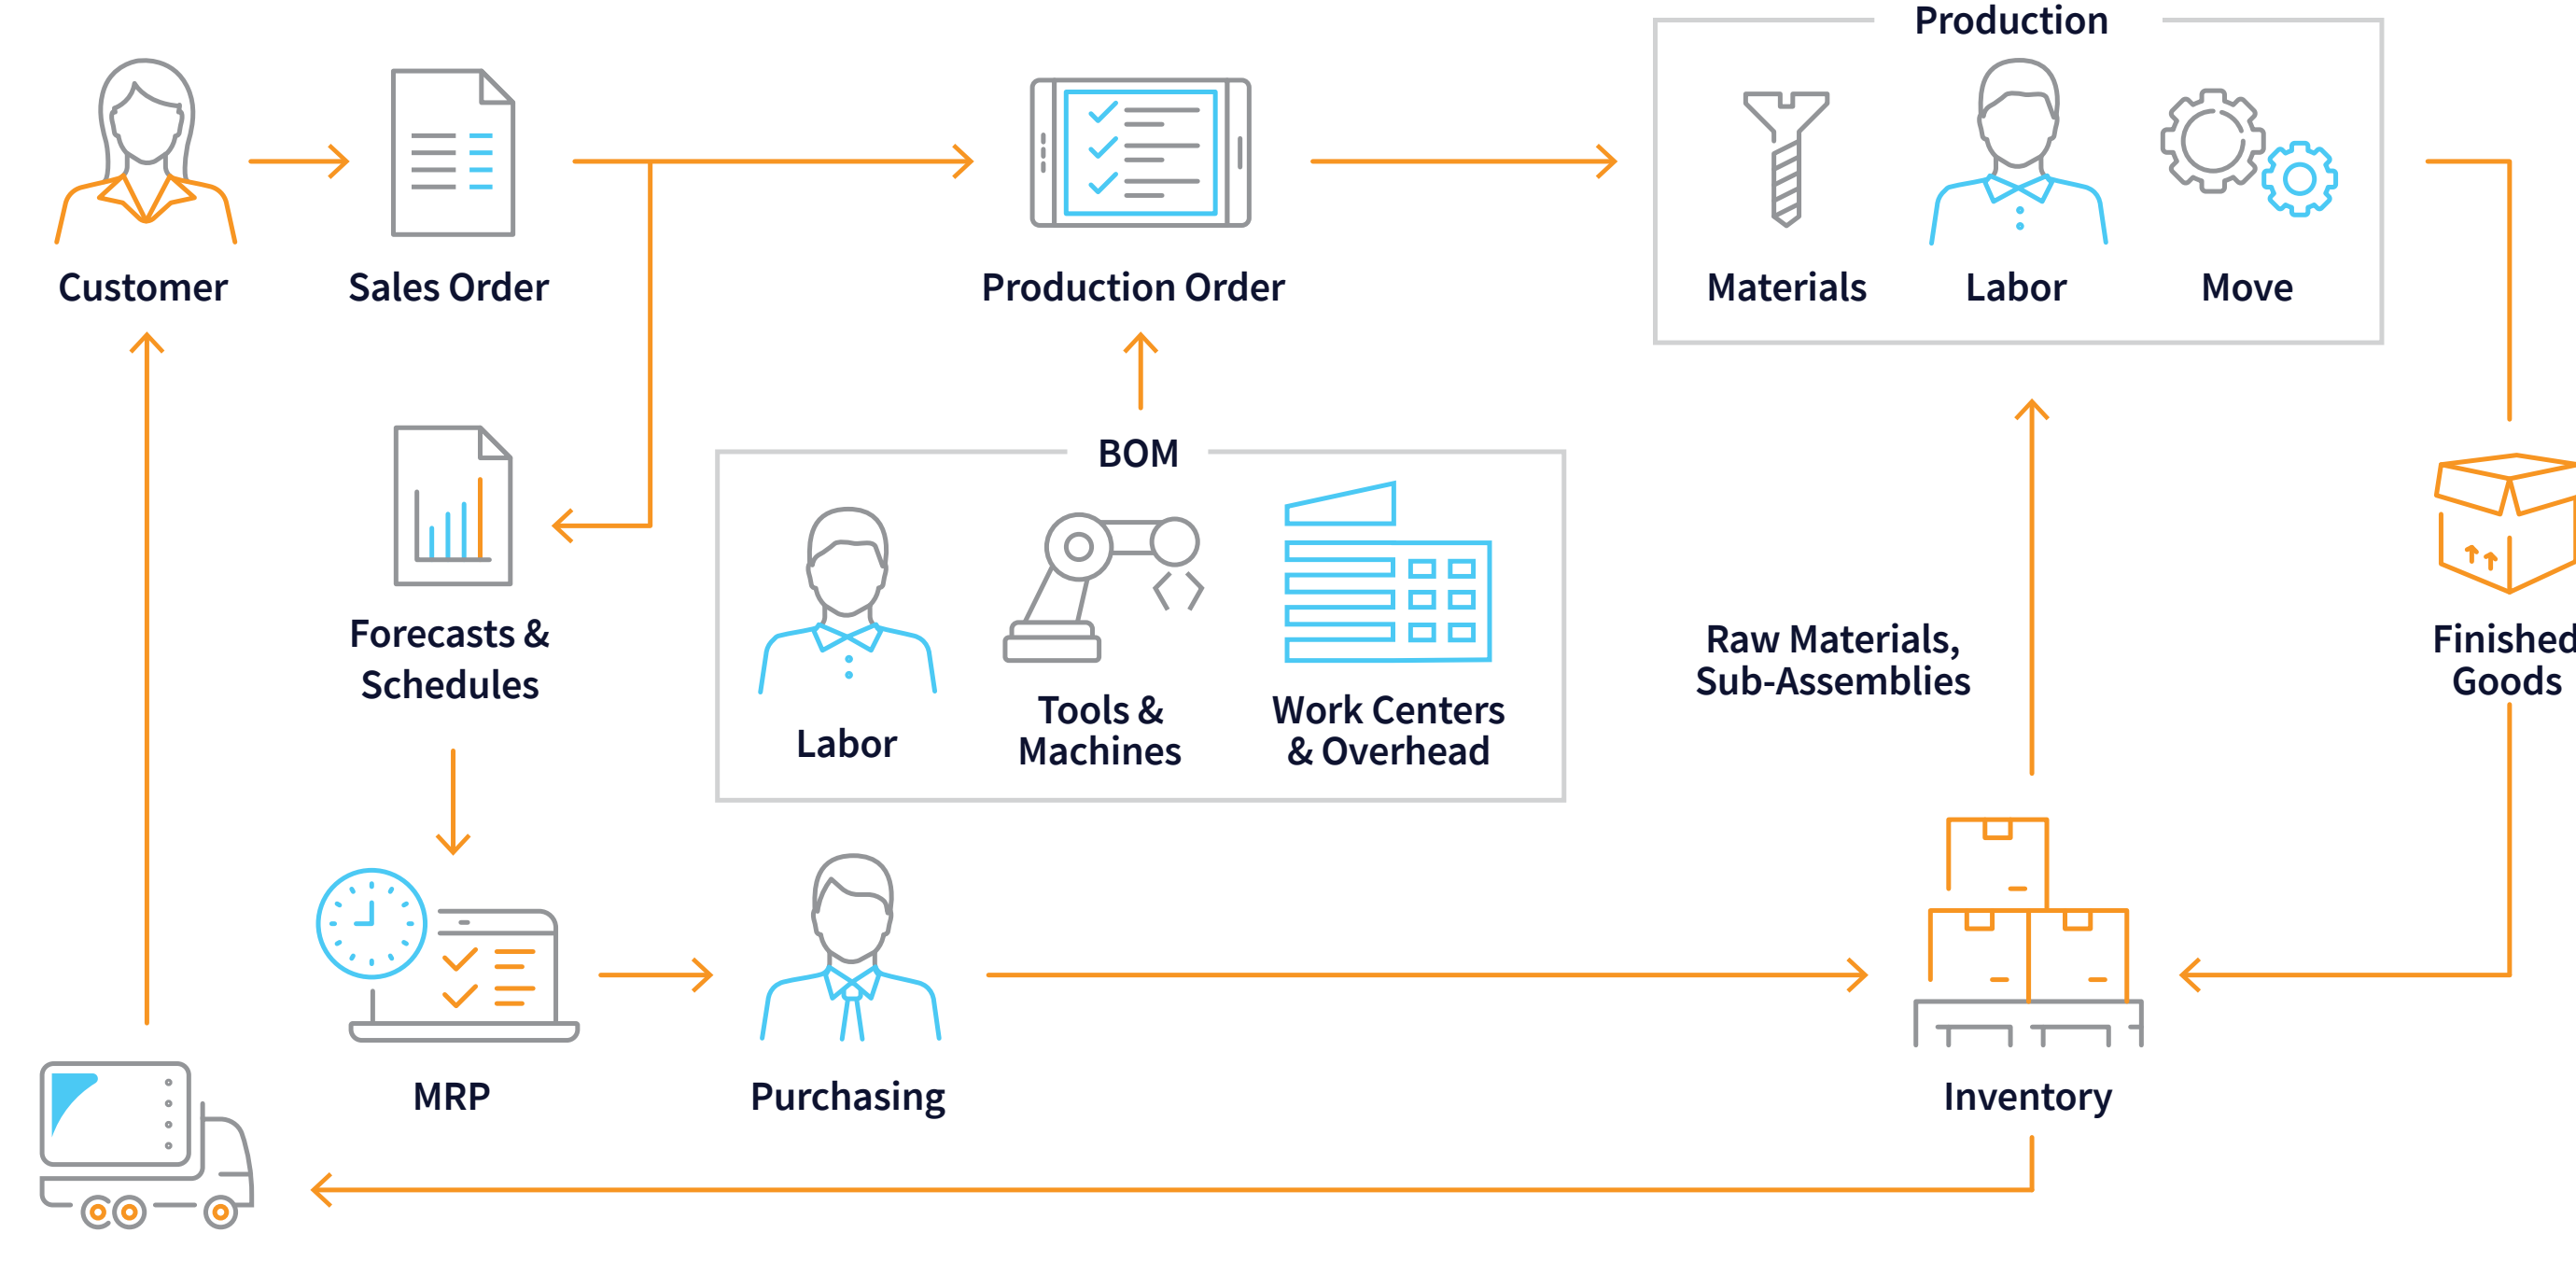 Production
Customer
Sales Order
Production Order
Materials
Labor
Move
BOM
Forecasts &
Schedules
Labor
Tools &
Machines
Work Centers
& Overhead
Raw Materials,
Sub-Assemblies
Finished
Goods
MRP
Purchasing
Inventory